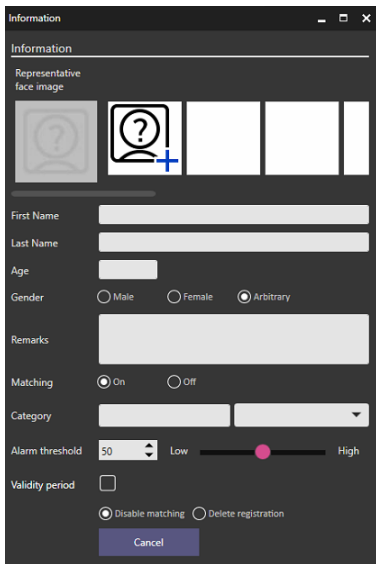 Information
Information
Representative
face image
First Name
Last Name
Age
Gender Male Female Arbitrary
Remarks
Matching On Off
Category
Alarm threshold 50 Low High
Validity period
Disable matching Delete registration
Cancel